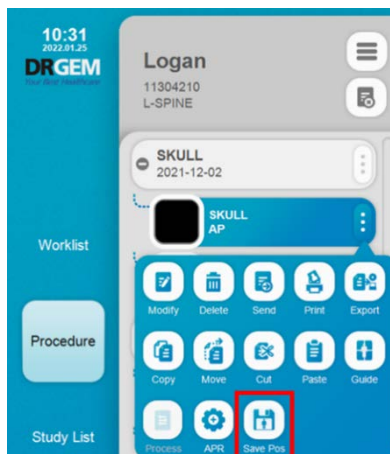 10:31
2022.01.25
DRGEM
Your Best Healthcare
Logan
11304210
L-SPINE
SKULL
2021-12-02
SKULL
AP
Worklist
Modify Delete Send Print Export
Procedure
Copy Move Cut Paste Guide
Study List
Process APR Save Pos